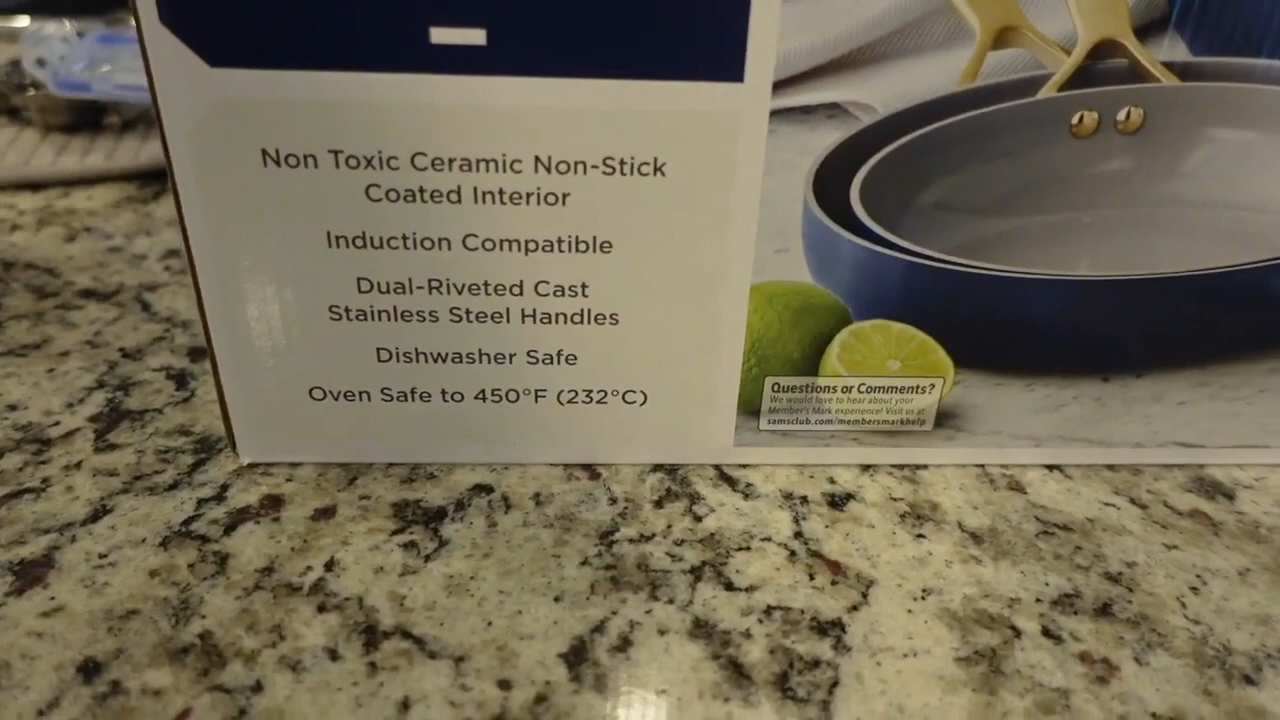 Non Toxic Ceramic Non-Stick
Coated Interior
Induction Compatible
Dual-Riveted Cast
Stainless Steel Handles
Dishwasher Safe
Oven Safe to 450°F (232°C)
Questions or Comments?
We would love to hear about your
Member's Mark experience! Visit us at
samsclub.com/membersmarkhelp